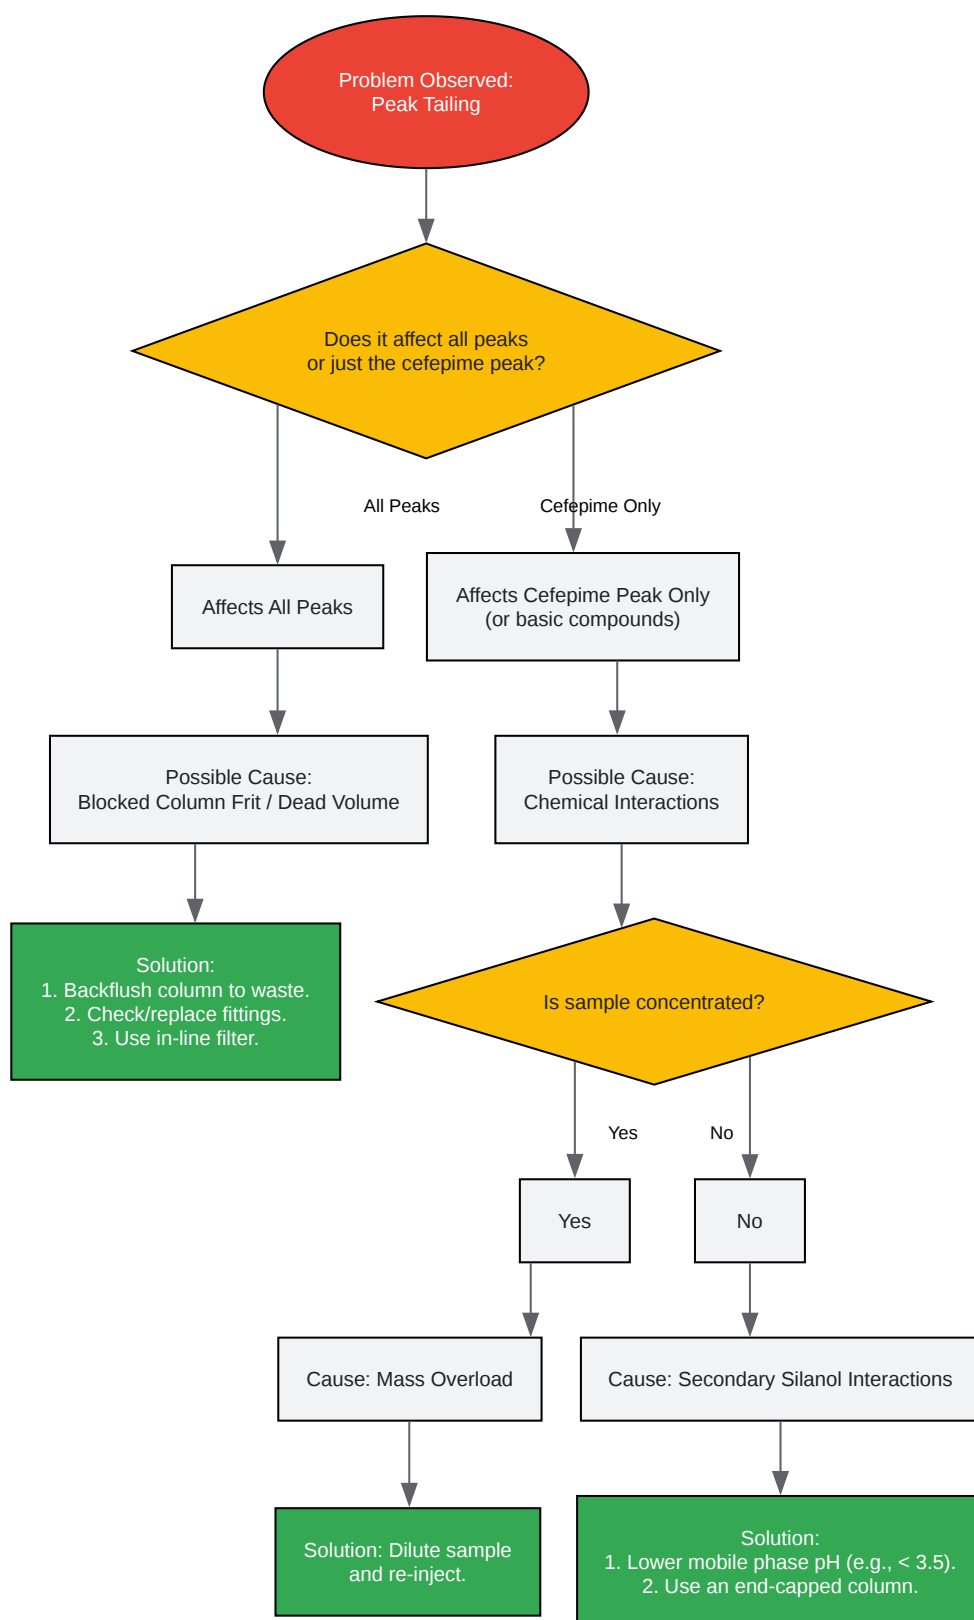 Problem Observed:
Peak Tailing
Does it affect all peaks
or just the cefepime peak?
All Peaks
Cefepime Only
Affects All Peaks
Affects Cefepime Peak Only
(or basic compounds)
Possible Cause:
Blocked Column Frit / Dead Volume
Possible Cause:
Chemical Interactions
Solution:
1. Backflush column to waste.
2. Check/replace fittings.
3. Use in-line filter.
Is sample concentrated?
Yes
No
Yes
No
Cause: Mass Overload
Cause: Secondary Silanol Interactions
Solution: Dilute sample
and re-inject.
Solution:
1. Lower mobile phase pH (e.g., < 3.5).
2. Use an end-capped column.